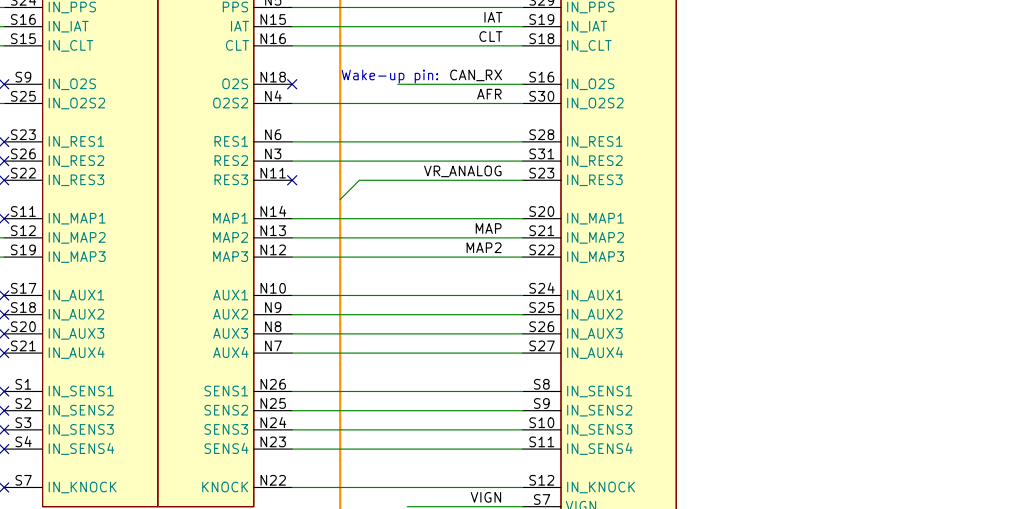 S24 IN_PPS PPS N5 S29 IN_PPS
S16 IN_IAT IAT N15 IAT S19 IN_IAT
S15 IN_CLT CLT N16 CLT S18 IN_CLT
S9 IN_O2S O2S N18 Wake-up pin: CAN_RX S16 IN_O2S
S25 IN_O2S2 O2S2 N4 AFR S30 IN_O2S2
S23 IN_RES1 RES1 N6 S28 IN_RES1
S26 IN_RES2 RES2 N3 S31 IN_RES2
S22 IN_RES3 RES3 N11 VR_ANALOG S23 IN_RES3
S11 IN_MAP1 MAP1 N14 S20 IN_MAP1
S12 IN_MAP2 MAP2 N13 MAP S21 IN_MAP2
S19 IN_MAP3 MAP3 N12 MAP2 S22 IN_MAP3
S17 IN_AUX1 AUX1 N10 S24 IN_AUX1
S18 IN_AUX2 AUX2 N9 S25 IN_AUX2
S20 IN_AUX3 AUX3 N8 S26 IN_AUX3
S21 IN_AUX4 AUX4 N7 S27 IN_AUX4
S1 IN_SENS1 SENS1 N26 S8 IN_SENS1
S2 IN_SENS2 SENS2 N25 S9 IN_SENS2
S3 IN_SENS3 SENS3 N24 S10 IN_SENS3
S4 IN_SENS4 SENS4 N23 S11 IN_SENS4
S7 IN_KNOCK KNOCK N22 S12 IN_KNOCK
VIGN S7 VIGN